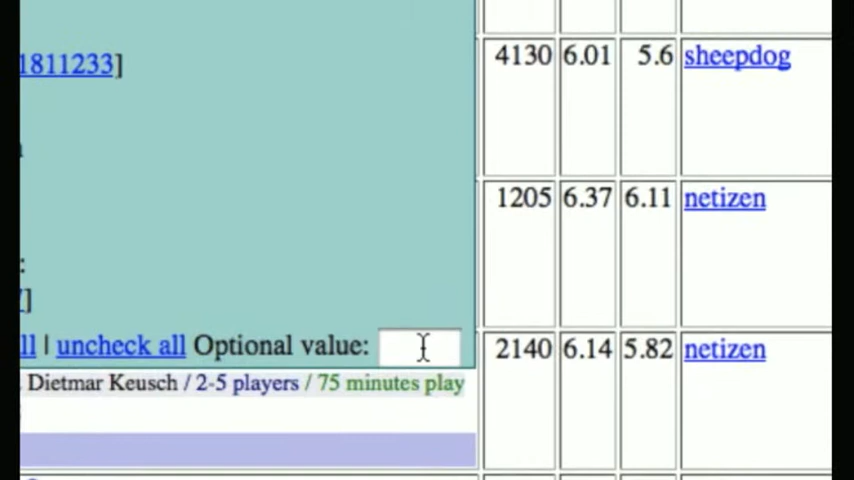 4130 6.01 5.6 sheepdog
1811233]
1205 6.37 6.11 netizen
:
]
ll | uncheck all Optional value:
2140 6.14 5.82 netizen
Dietmar Keusch / 2-5 players / 75 minutes play